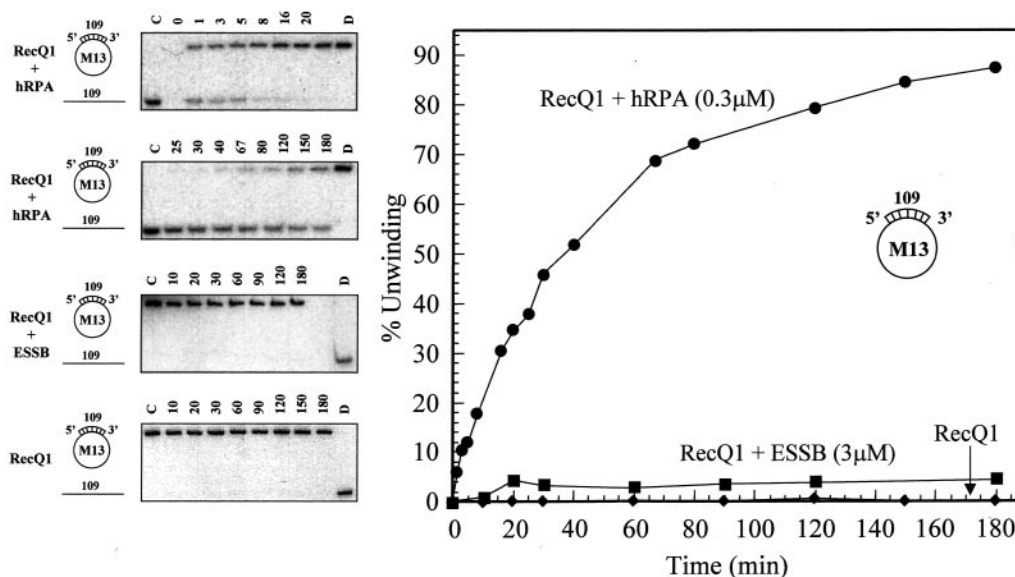 C 0 1 3 5 8 16 20 D
RecQ1
+
hRPA
109
5' 3'
M13
109
C 25 30 40 67 80 120 150 180 D
RecQ1
+
hRPA
109
5' 3'
M13
109
C 10 20 30 60 90 120 180 D
RecQ1
+
ESSB
109
5' 3'
M13
109
C 10 20 30 60 90 120 150 180 D
RecQ1
109
5' 3'
M13
109
% Unwinding
90
80
70
60
50
40
30
20
10
0
RecQ1 + hRPA (0.3μM)
109
5' 3'
M13
RecQ1
RecQ1 + ESSB (3μM)
0 20 40 60 80 100 120 140 160 180
Time (min)